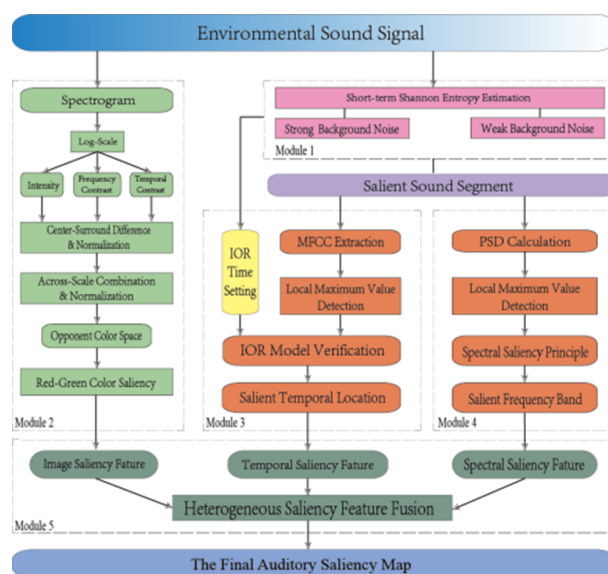 Environmental Sound Signal
Spectrogram
Log-Scale
Intensity
Frequency
Contrast
Temporal
Contrast
Center-Surround Difference
& Normalization
Across-Scale Combination
& Normalization
Opponent Color Space
Red-Green Color Saliency
Module 2
Short-term Shannon Entropy Estimation
Strong Background Noise
Weak Background Noise
Module 1
Salient Sound Segment
IOR
Time
Setting
MFCC Extraction
Local Maximum Value
Detection
IOR Model Verification
Salient Temporal Location
Module 3
PSD Calculation
Local Maximum Value
Detection
Spectral Saliency Principle
Salient Frequency Band
Module 4
Image Saliency Fature
Temporal Saliency Fature
Spectral Saliency Fature
Heterogeneous Saliency Feature Fusion
Module 5
The Final Auditory Saliency Map